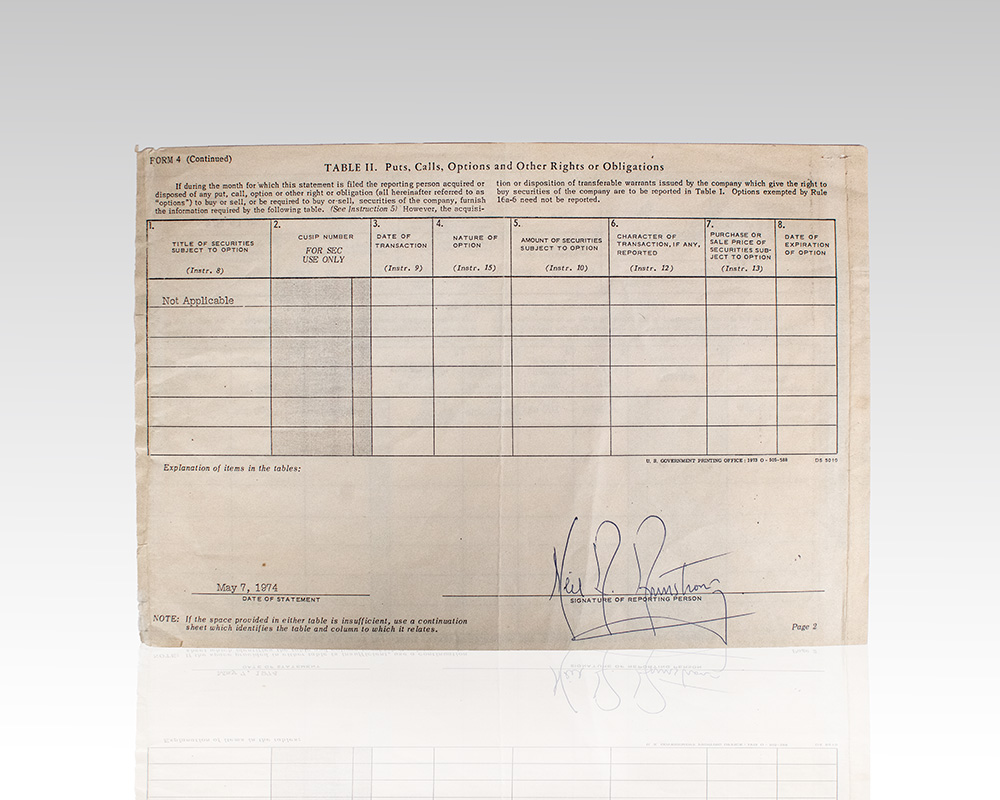 FORM 4 (Continued)
TABLE II. Puts, Calls, Options and Other Rights or Obligations
If during the month for which this statement is filed the reporting person acquired or
disposed of any put, call, option or other right or obligation (all hereinafter referred to as
"options") to buy or sell, or be required to buy or sell, securities of the company, furnish
the information required by the following table. (See Instruction 5) However, the acquisi-
tion or disposition of transferable warrants issued by the company which give the right to
buy securities of the company are to be reported in Table I. Options exempted by Rule
16a-6 need not be reported.
1.
TITLE OF SECURITIES
SUBJECT TO OPTION
(Instr. 8)
2.
CUSIP NUMBER
FOR SEC
USE ONLY
3.
DATE OF
TRANSACTION
(Instr. 9)
4.
NATURE OF
OPTION
(Instr. 15)
5.
AMOUNT OF SECURITIES
SUBJECT TO OPTION
(Instr. 10)
6.
CHARACTER OF
TRANSACTION, IF ANY,
REPORTED
(Instr. 12)
7.
PURCHASE OR
SALE PRICE OF
SECURITIES SUB-
JECT TO OPTION
(Instr. 13)
8.
DATE OF
EXPIRATION
OF OPTION
Not Applicable
U. S. GOVERNMENT PRINTING OFFICE : 1973 O - 505-588
DS 5010
Explanation of items in the tables:
May 7, 1974
DATE OF STATEMENT
Neil A. Armstrong
SIGNATURE OF REPORTING PERSON
NOTE: If the space provided in either table is insufficient, use a continuation
sheet which identifies the table and column to which it relates.
Page 2